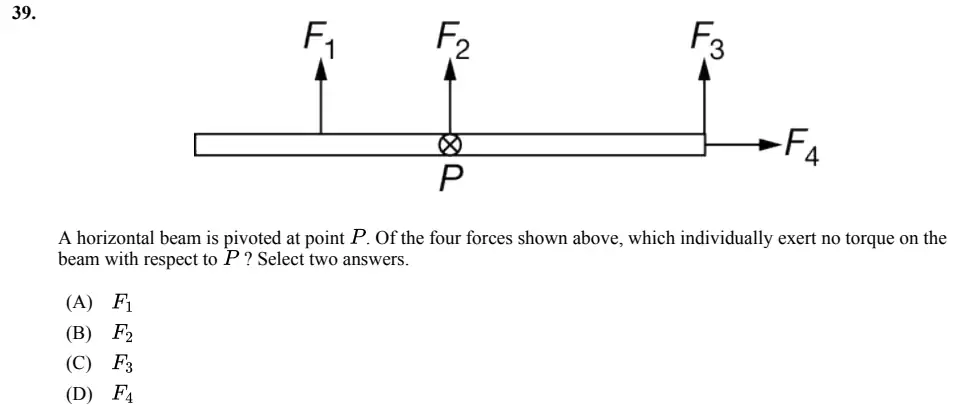 39.
F1 F2 F3
F4
P
A horizontal beam is pivoted at point P. Of the four forces shown above, which individually exert no torque on the
beam with respect to P ? Select two answers.
(A) F1
(B) F2
(C) F3
(D) F4